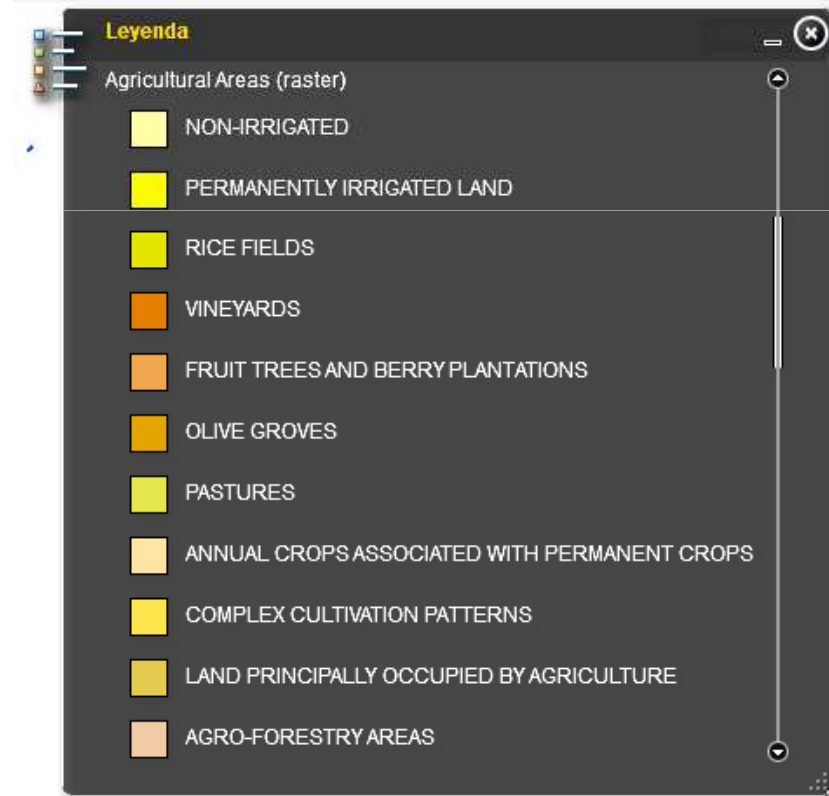 Leyenda
Agricultural Areas (raster)
NON-IRRIGATED
PERMANENTLY IRRIGATED LAND
RICE FIELDS
VINEYARDS
FRUIT TREES AND BERRY PLANTATIONS
OLIVE GROVES
PASTURES
ANNUAL CROPS ASSOCIATED WITH PERMANENT CROPS
COMPLEX CULTIVATION PATTERNS
LAND PRINCIPALLY OCCUPIED BY AGRICULTURE
AGRO-FORESTRY AREAS